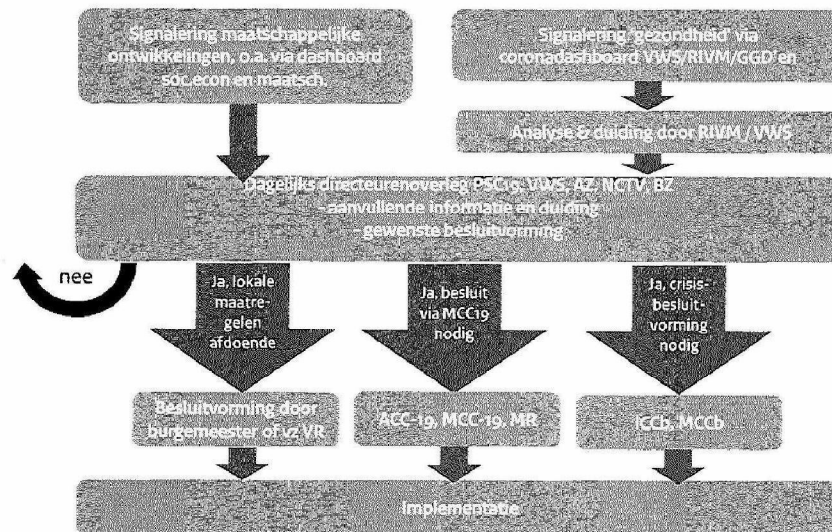 Signalering maatschappelijke
ontwikkelingen, o.a. via dashboard
soc.econ en maatsch.
Signalering 'gezondheid' via
coronadashboard VWS/RIVM/GGD'en
Analyse & duiding door RIVM / VWS
Dagelijks directeurenoverleg PSC19, VWS, AZ, NCTV, BZ
-aanvullende informatie en duiding
-gewenste besluitvorming
nee
Ja, lokale
maatre-
gelen
afdoende
Ja, besluit
via MCC19
nodig
Ja, crisis-
besluit-
vorming
nodig
Besluitvorming door
burgemeester of vz VR
ACC-19, MCC-19, MR
ICCb, MCCb
Implementatie